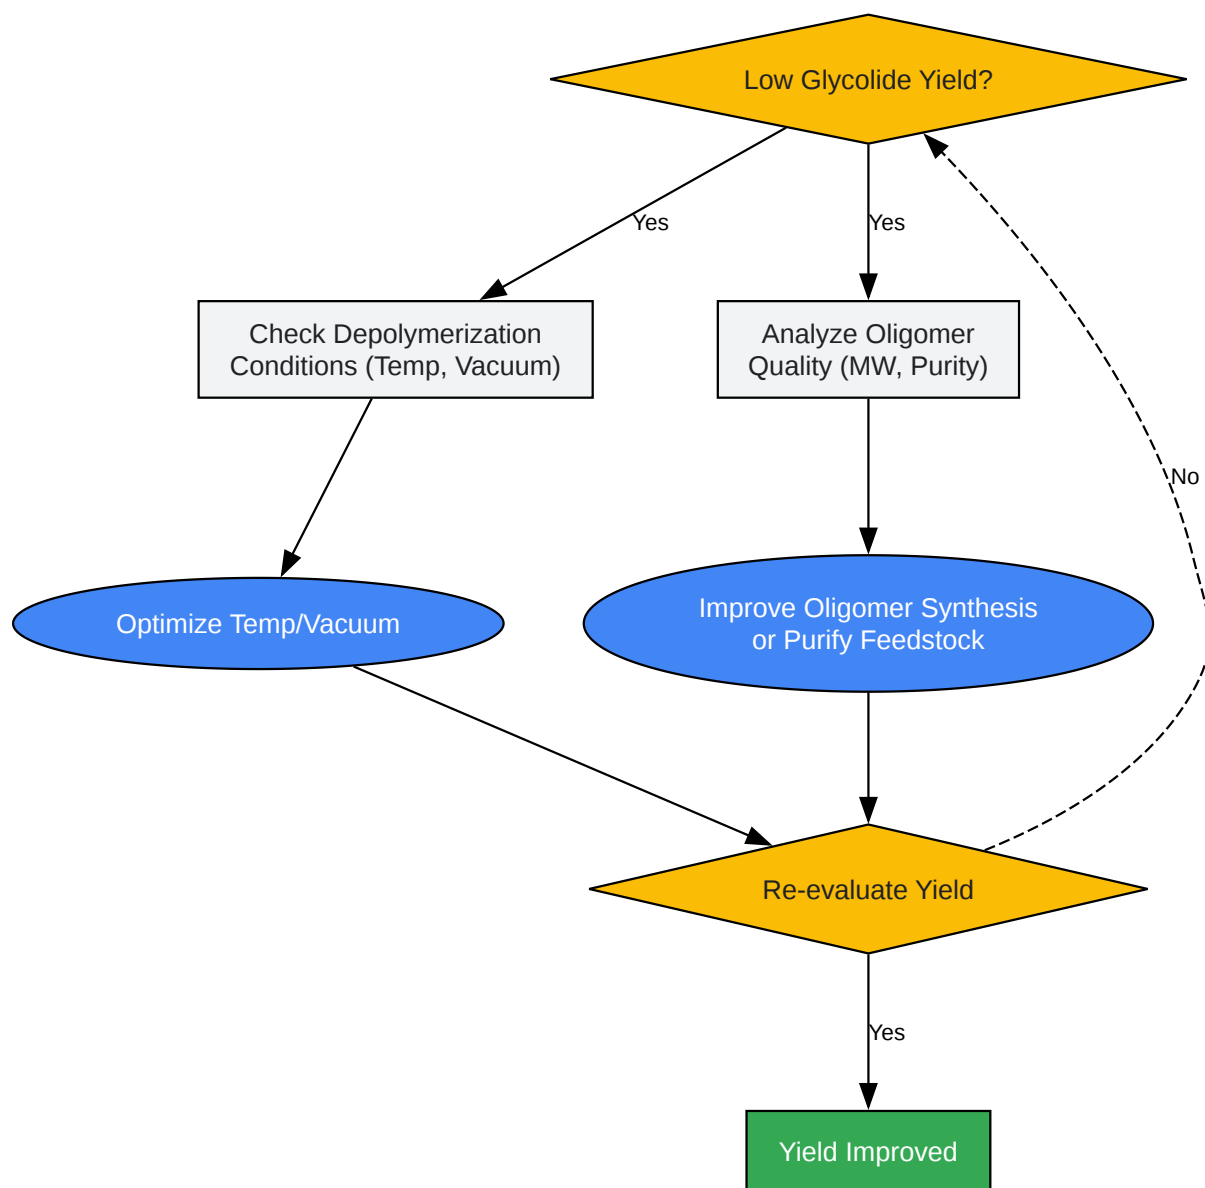 Low Glycolide Yield?
Yes
Yes
Check Depolymerization
Conditions (Temp, Vacuum)
Analyze Oligomer
Quality (MW, Purity)
No
Optimize Temp/Vacuum
Improve Oligomer Synthesis
or Purify Feedstock
Re-evaluate Yield
Yes
Yield Improved